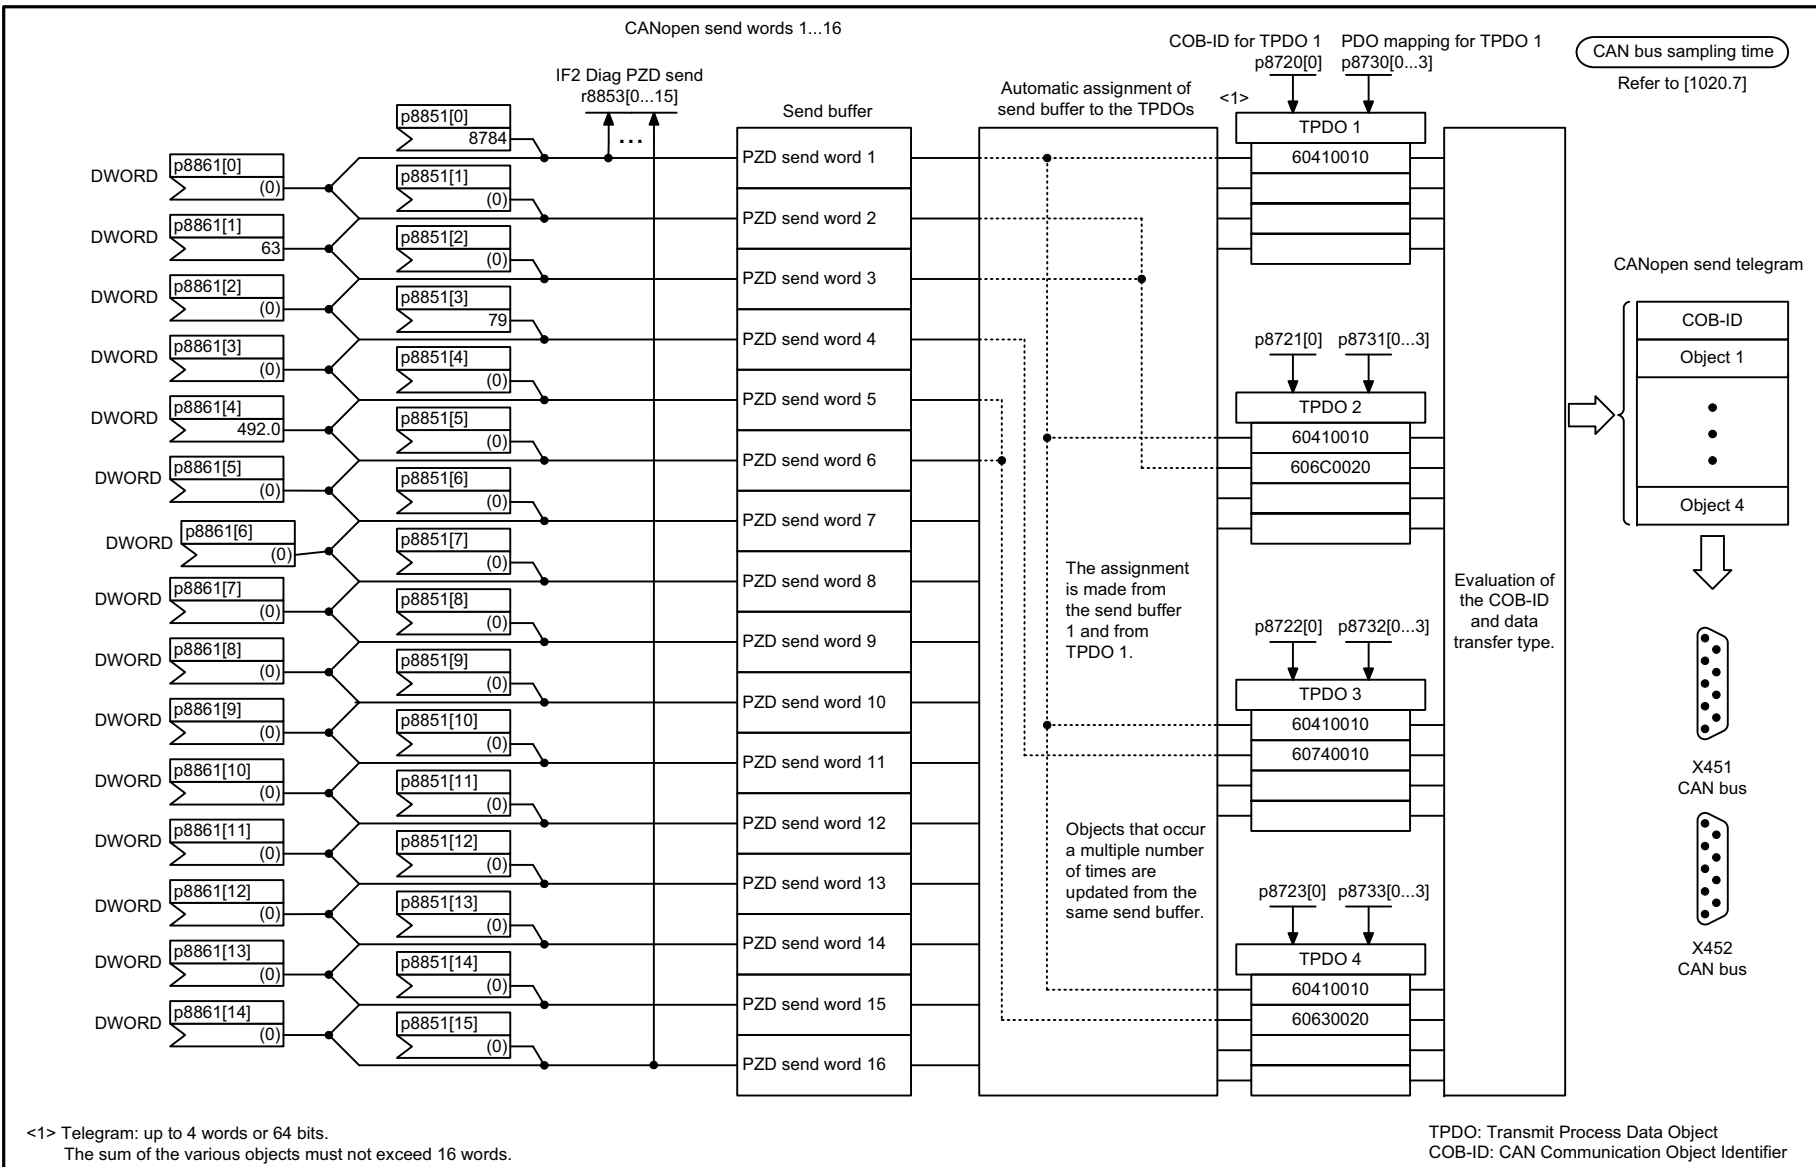 CANopen send words 1...16
COB-ID for TPDO 1
p8720[0]
PDO mapping for TPDO 1
p8730[0...3]
CAN bus sampling time
Refer to [1020.7]
IF2 Diag PZD send
r8853[0...15]
...
Send buffer
Automatic assignment of
send buffer to the TPDOs
<1>
DWORD
p8861[0]
(0)
DWORD
p8861[1]
63
DWORD
p8861[2]
(0)
DWORD
p8861[3]
(0)
DWORD
p8861[4]
492.0
DWORD
p8861[5]
(0)
DWORD
p8861[6]
(0)
DWORD
p8861[7]
(0)
DWORD
p8861[8]
(0)
DWORD
p8861[9]
(0)
DWORD
p8861[10]
(0)
DWORD
p8861[11]
(0)
DWORD
p8861[12]
(0)
DWORD
p8861[13]
(0)
DWORD
p8861[14]
(0)
p8851[0]
8784
p8851[1]
(0)
p8851[2]
(0)
p8851[3]
79
p8851[4]
(0)
p8851[5]
(0)
p8851[6]
(0)
p8851[7]
(0)
p8851[8]
(0)
p8851[9]
(0)
p8851[10]
(0)
p8851[11]
(0)
p8851[12]
(0)
p8851[13]
(0)
p8851[14]
(0)
p8851[15]
(0)
PZD send word 1
PZD send word 2
PZD send word 3
PZD send word 4
PZD send word 5
PZD send word 6
PZD send word 7
PZD send word 8
PZD send word 9
PZD send word 10
PZD send word 11
PZD send word 12
PZD send word 13
PZD send word 14
PZD send word 15
PZD send word 16
The assignment
is made from
the send buffer
1 and from
TPDO 1.
Objects that occur
a multiple number
of times are
updated from the
same send buffer.
TPDO 1
60410010
p8721[0]
p8731[0...3]
TPDO 2
60410010
606C0020
p8722[0]
p8732[0...3]
TPDO 3
60410010
60740010
p8723[0]
p8733[0...3]
TPDO 4
60410010
60630020
Evaluation of
the COB-ID
and data
transfer type.
CANopen send telegram
COB-ID
Object 1
Object 4
X451
CAN bus
X452
CAN bus
<1> Telegram: up to 4 words or 64 bits.
The sum of the various objects must not exceed 16 words.
TPDO: Transmit Process Data Object
COB-ID: CAN Communication Object Identifier